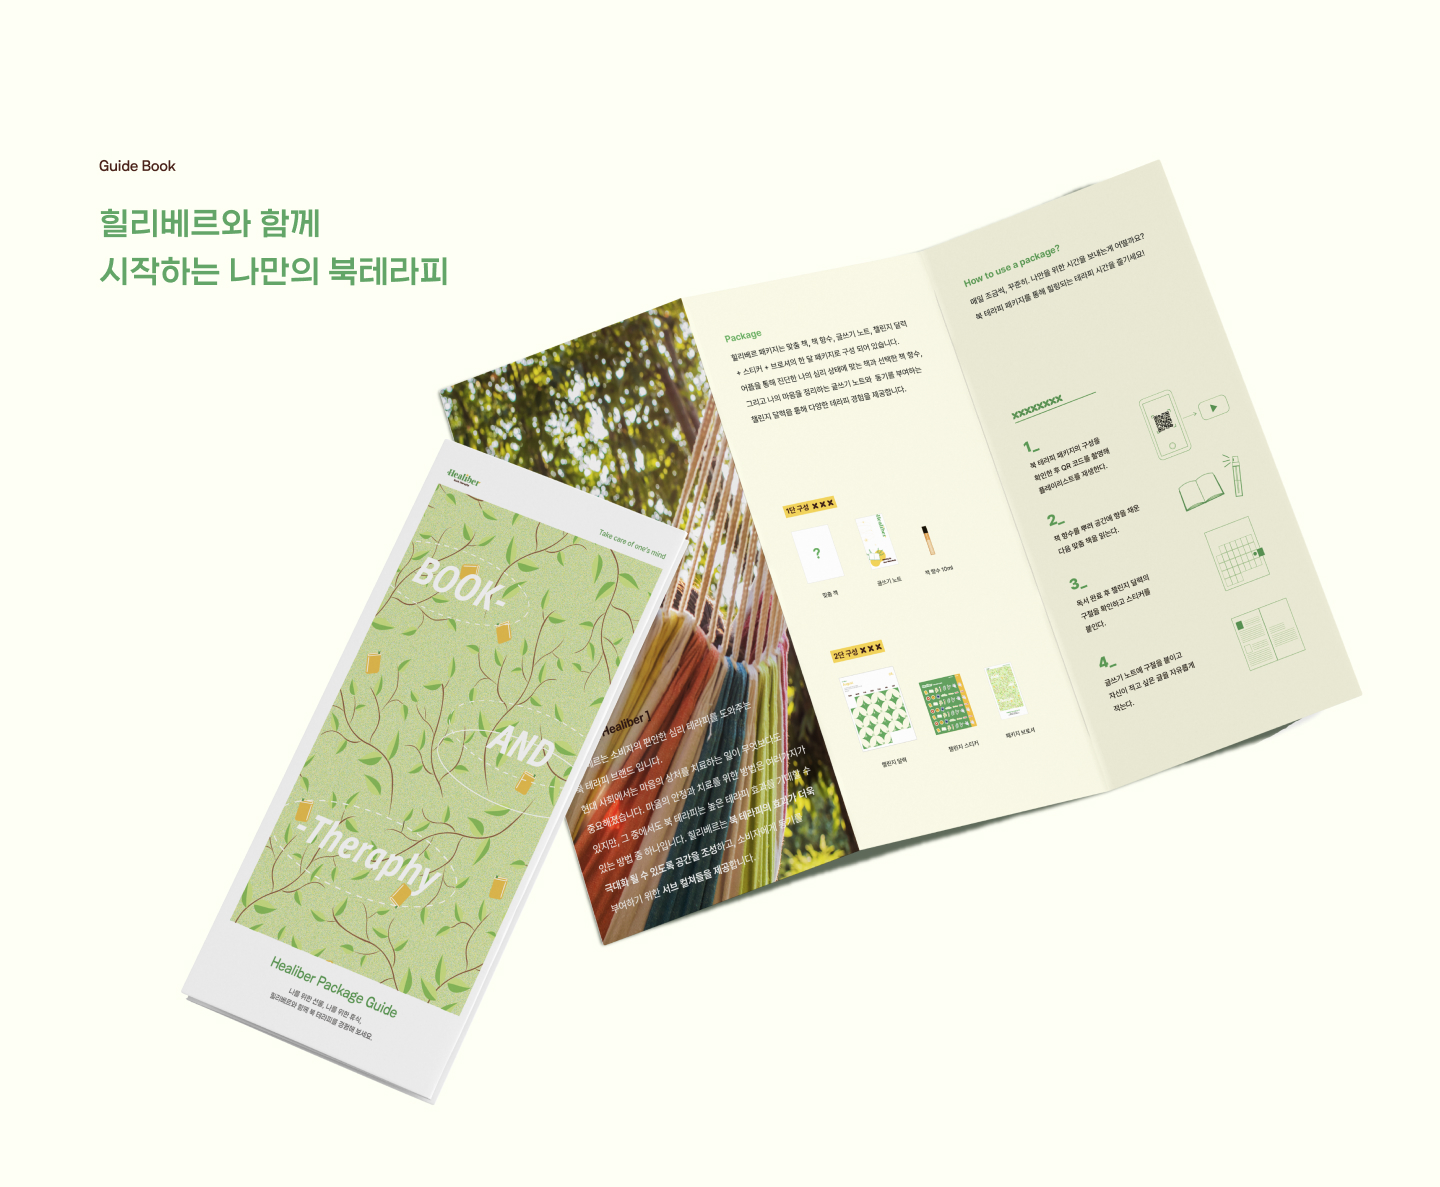 Guide Book
힐리베르와 함께
시작하는 나만의 북테라피
Healiber
Take care of one's mind
BOOK-
AND
-Theraphy
Healiber Package Guide
나를 위한 선물, 나를 위한 휴식,
힐리베르와 함께 북 테라피를 경험해 보세요.
Healiber ]
베르는 소비자의 편안한 심리 테라피를 도와주는
북 테라피 브랜드 입니다.
현대 사회에서는 마음의 상처를 치료하는 일이 무엇보다도
중요해졌습니다. 마음의 안정과 치료를 위한 방법은 여러가지가
있지만, 그 중에서도 북 테라피는 높은 테라피 효과를 기대할 수
있는 방법 중 하나입니다. 힐리베르는 북 테라피의 효과가 더욱
극대화 될 수 있도록 공간을 조성하고, 소비자에게 동기를
부여하기 위한 서브 컬쳐들을 제공합니다.
Package
힐리베르 패키지는 맞춤 책, 책 향수, 글쓰기 노트, 챌린지 달력
+ 스티커 + 브로셔의 한 달 패키지로 구성 되어 있습니다.
어플을 통해 진단한 나의 심리 상태에 맞는 책과 선택한 책 향수,
그리고 나의 마음을 정리하는 글쓰기 노트와 동기를 부여하는
챌린지 달력을 통해 다양한 테라피 경험을 제공합니다.
1단 구성 XXX
?
Healiber
맞춤 책
글쓰기 노트
책 향수 10ml
2단 구성 XXX
챌린지 달력
챌린지 스티커
패키지 브로셔
How to use a package?
매일 조금씩, 꾸준히. 나만을 위한 시간을 보내는게 어떨까요?
북 테라피 패키지를 통해 힐링되는 테라피 시간을 즐기세요!
XXXXXXXXX
1_
북 테라피 패키지의 구성을
확인한 후 QR 코드를 촬영해
플레이리스트를 재생한다.
2_
책 향수를 뿌려 공간에 향을 채운
다음 맞춤 책을 읽는다.
3_
독서 완료 후 챌린지 달력의
구절을 확인하고 스티커를
붙인다.
4_
글쓰기 노트에 구절을 붙이고
자신이 적고 싶은 글을 자유롭게
적는다.